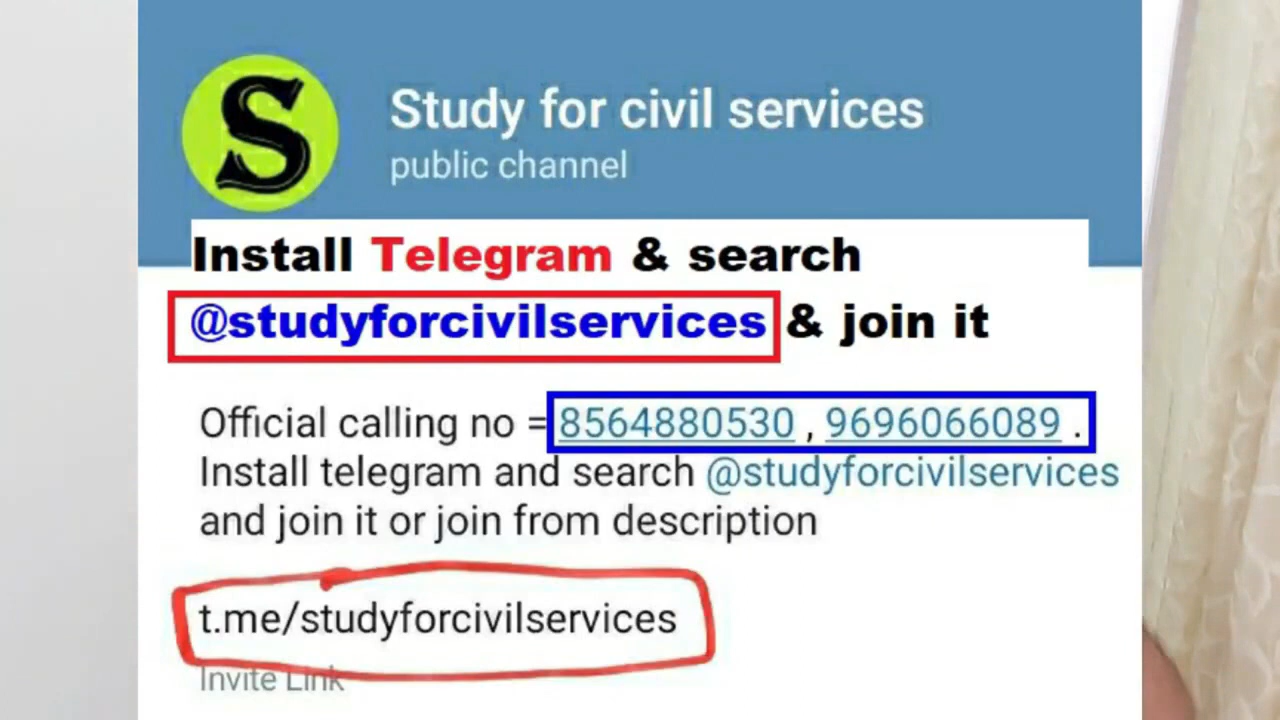 S
Study for civil services
public channel
Install Telegram & search
@studyforcivilservices & join it
Official calling no = 8564880530 , 9696066089 .
Install telegram and search @studyforcivilservices
and join it or join from description
t.me/studyforcivilservices
Invite Link